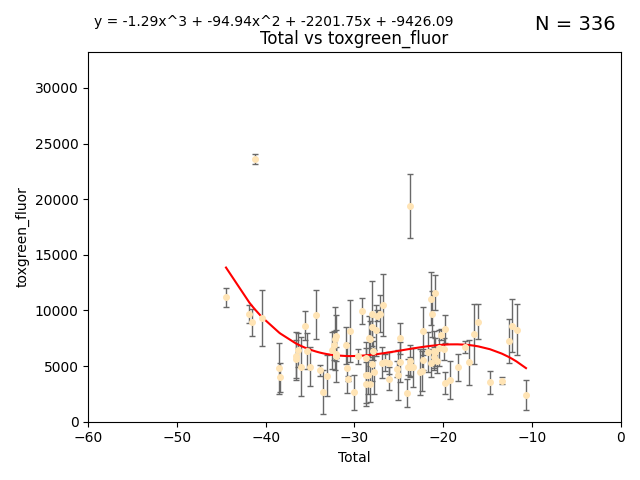 y = -1.29x^3 + -94.94x^2 + -2201.75x + -9426.09
N = 336
Total vs toxgreen_fluor
30000
25000
20000
15000
10000
5000
0
toxgreen_fluor
−60
−50
−40
−30
−20
−10
0
Total